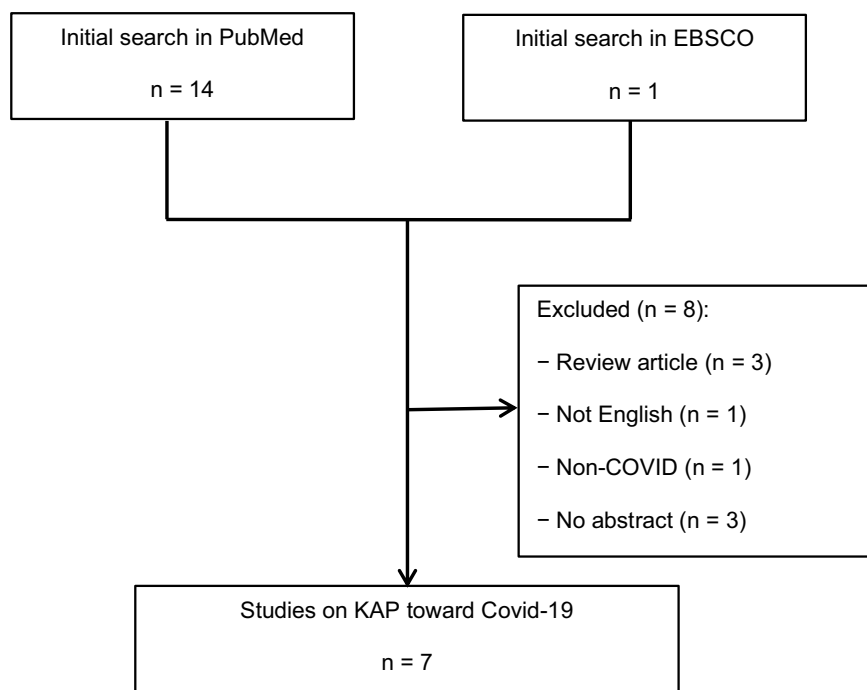 Initial search in PubMed
n = 14
Initial search in EBSCO
n = 1
Excluded (n = 8):
− Review article (n = 3)
− Not English (n = 1)
− Non-COVID (n = 1)
− No abstract (n = 3)
Studies on KAP toward Covid-19
n = 7